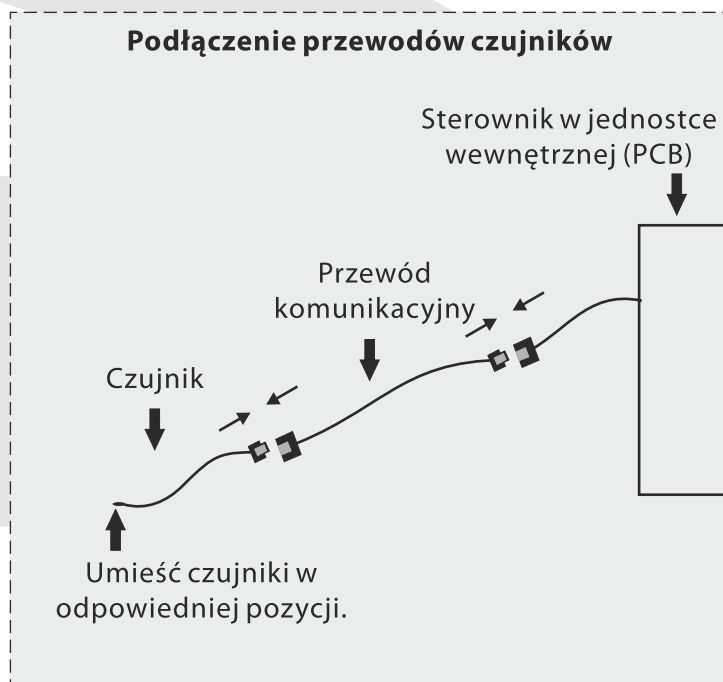 Podłączenie przewodów czujników
Sterownik w jednostce
wewnętrznej (PCB)
Przewód
komunikacyjny
Czujnik
Umieść czujniki w
odpowiedniej pozycji.